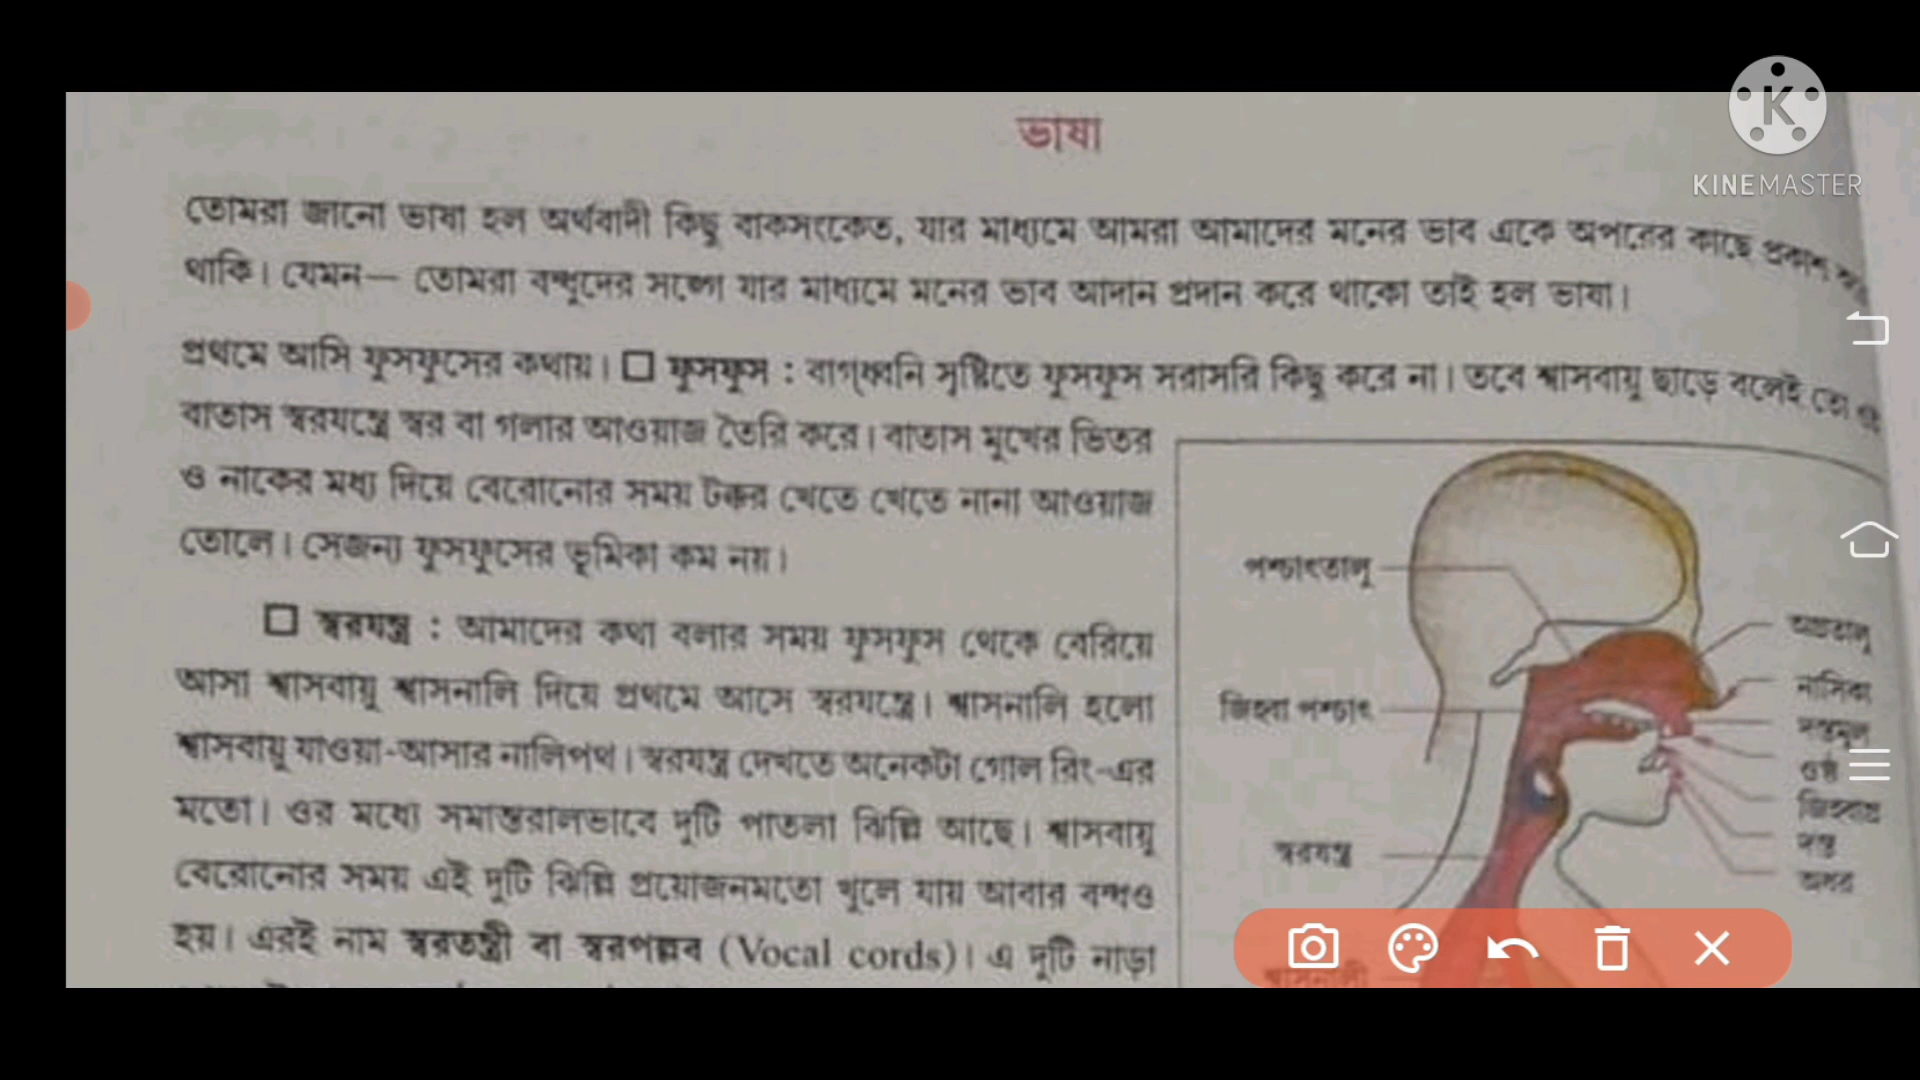 ভাষা
তোমরা জানো ভাষা হল অর্থবাদী কিছু বাকসংকেত, যার মাধ্যমে আমরা আমাদের মনের ভাব একে অপরের কাছে প্রকাশ
থাকি। যেমন— তোমরা বন্ধুদের সঙ্গে যার মাধ্যমে মনের ভাব আদান প্রদান করে থাকো তাই হল ভাষা।
প্রথমে আসি ফুসফুসের কথায়। □ ফুসফুস : বাগ্‌ধ্বনি সৃষ্টিতে ফুসফুস সরাসরি কিছু করে না। তবে শ্বাসবায়ু ছাড়ে বলেই তো
বাতাস স্বরযন্ত্রে স্বর বা গলার আওয়াজ তৈরি করে। বাতাস মুখের ভিতর
ও নাকের মধ্য দিয়ে বেরোনোর সময় টক্কর খেতে খেতে নানা আওয়াজ
তোলে। সেজন্য ফুসফুসের ভূমিকা কম নয়।
□ স্বরযন্ত্র : আমাদের কথা বলার সময় ফুসফুস থেকে বেরিয়ে
আসা শ্বাসবায়ু শ্বাসনালি দিয়ে প্রথমে আসে স্বরযন্ত্রে। শ্বাসনালি হলো
শ্বাসবায়ু যাওয়া-আসার নালিপথ। স্বরযন্ত্র দেখতে অনেকটা গোল রিং-এর
মতো। ওর মধ্যে সমান্তরালভাবে দুটি পাতলা ঝিল্লি আছে। শ্বাসবায়ু
বেরোনোর সময় এই দুটি ঝিল্লি প্রয়োজনমতো খুলে যায় আবার বন্ধও
হয়। এরই নাম স্বরতন্ত্রী বা স্বরপল্লব (Vocal cords)। এ দুটি নাড়া
পশ্চাৎতালু
জিহ্বা পশ্চাৎ
স্বরযন্ত্র
শ্বাসনালী
অগ্রতালু
নাসিকা
দন্তমূল
ওষ্ঠ
জিহ্বাগ্র
দন্ত
অধর
KINEMASTER